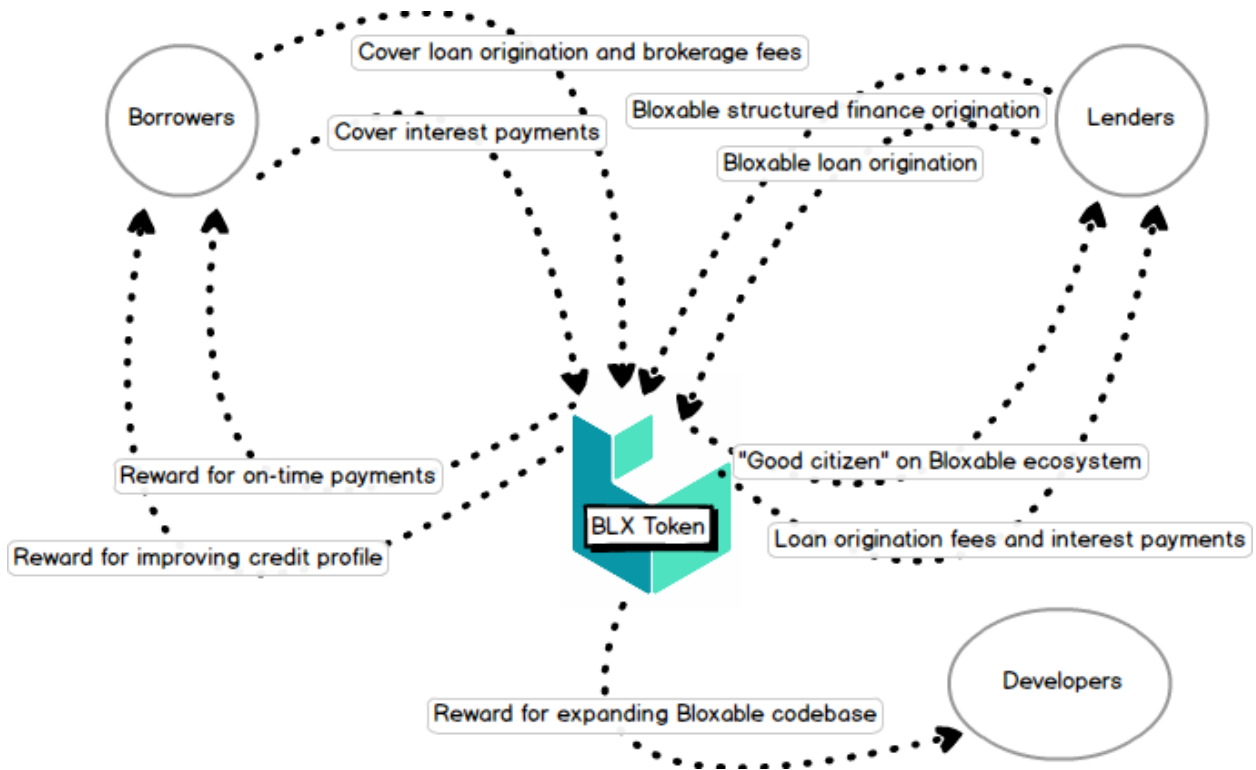 Cover loan origination and brokerage fees
Borrowers
Bloxable structured finance origination
Lenders
Cover interest payments
Bloxable loan origination
"Good citizen" on Bloxable ecosystem
Reward for on-time payments
BLX Token
Loan origination fees and interest payments
Reward for improving credit profile
Developers
Reward for expanding Bloxable codebase